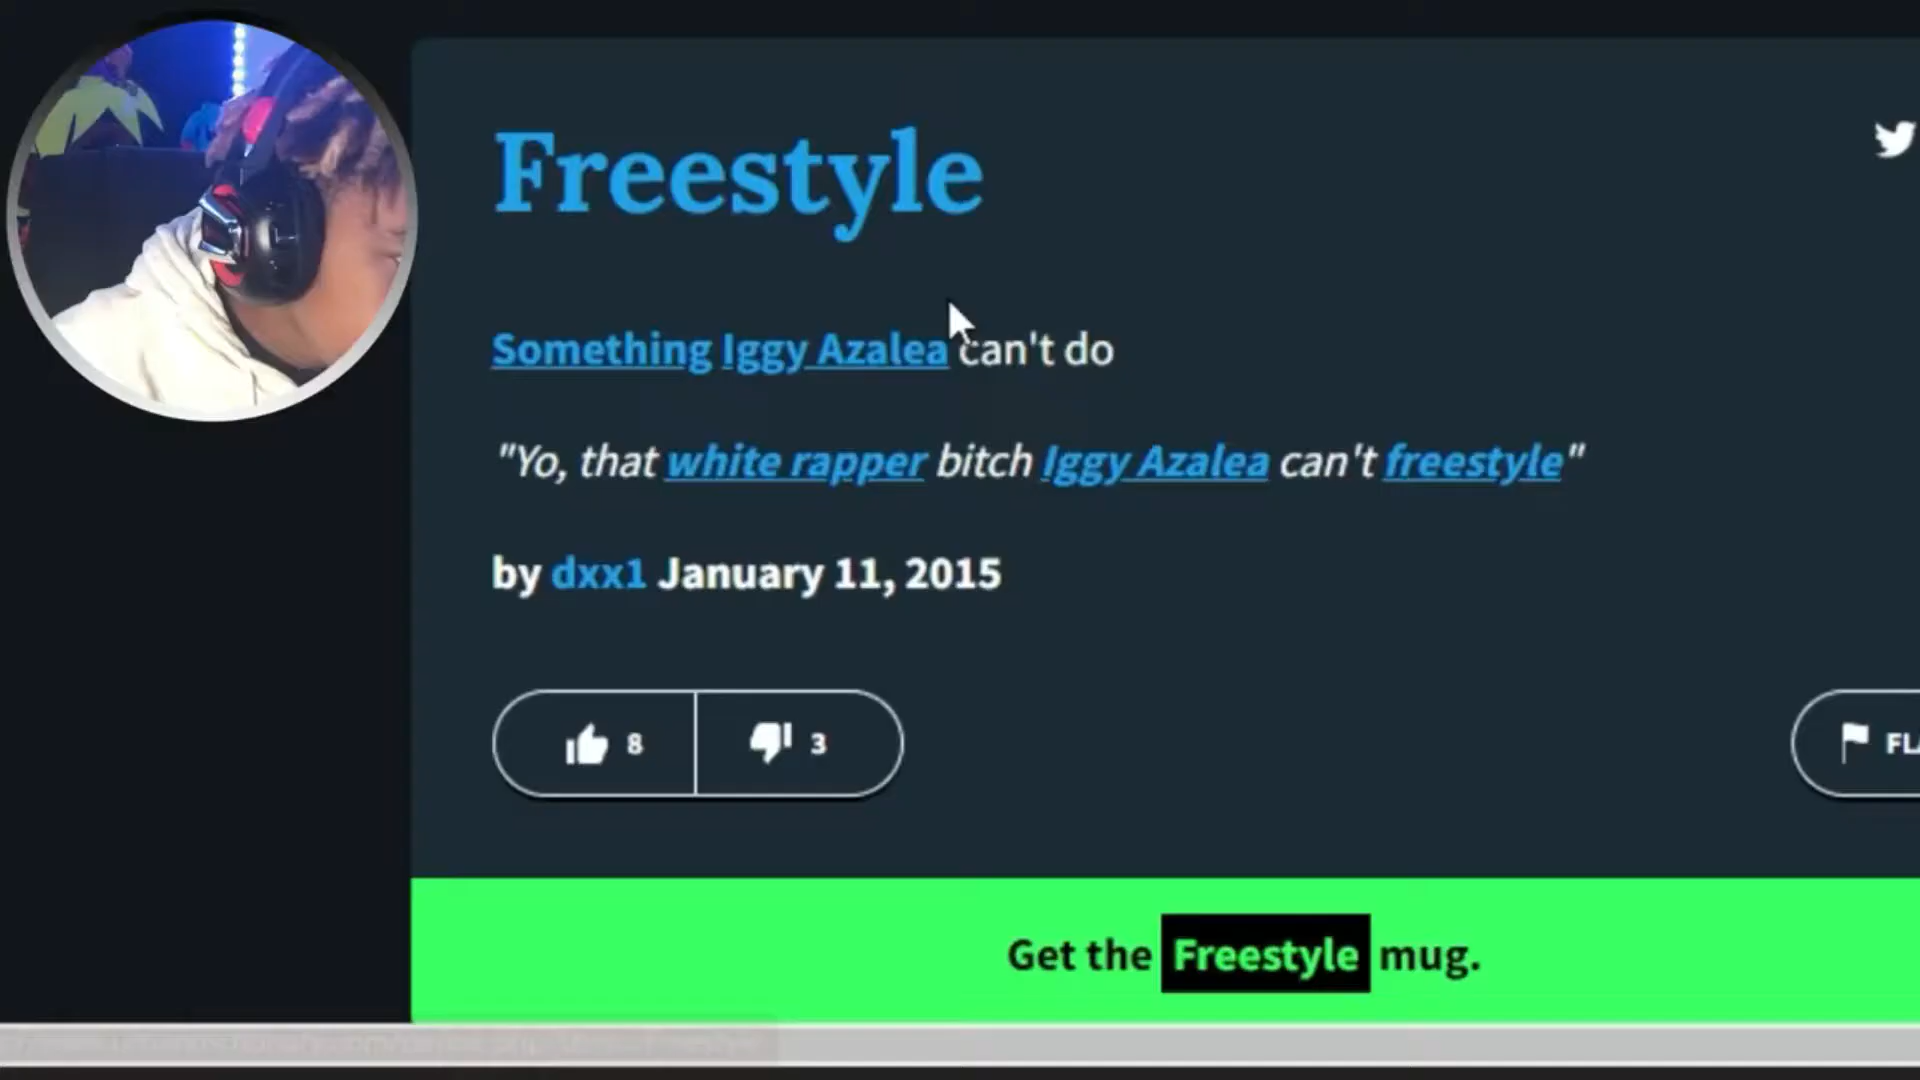 Freestyle
Something Iggy Azalea can't do
"Yo, that white rapper bitch Iggy Azalea can't freestyle"
by dxx1 January 11, 2015
8 3
Get the Freestyle mug.